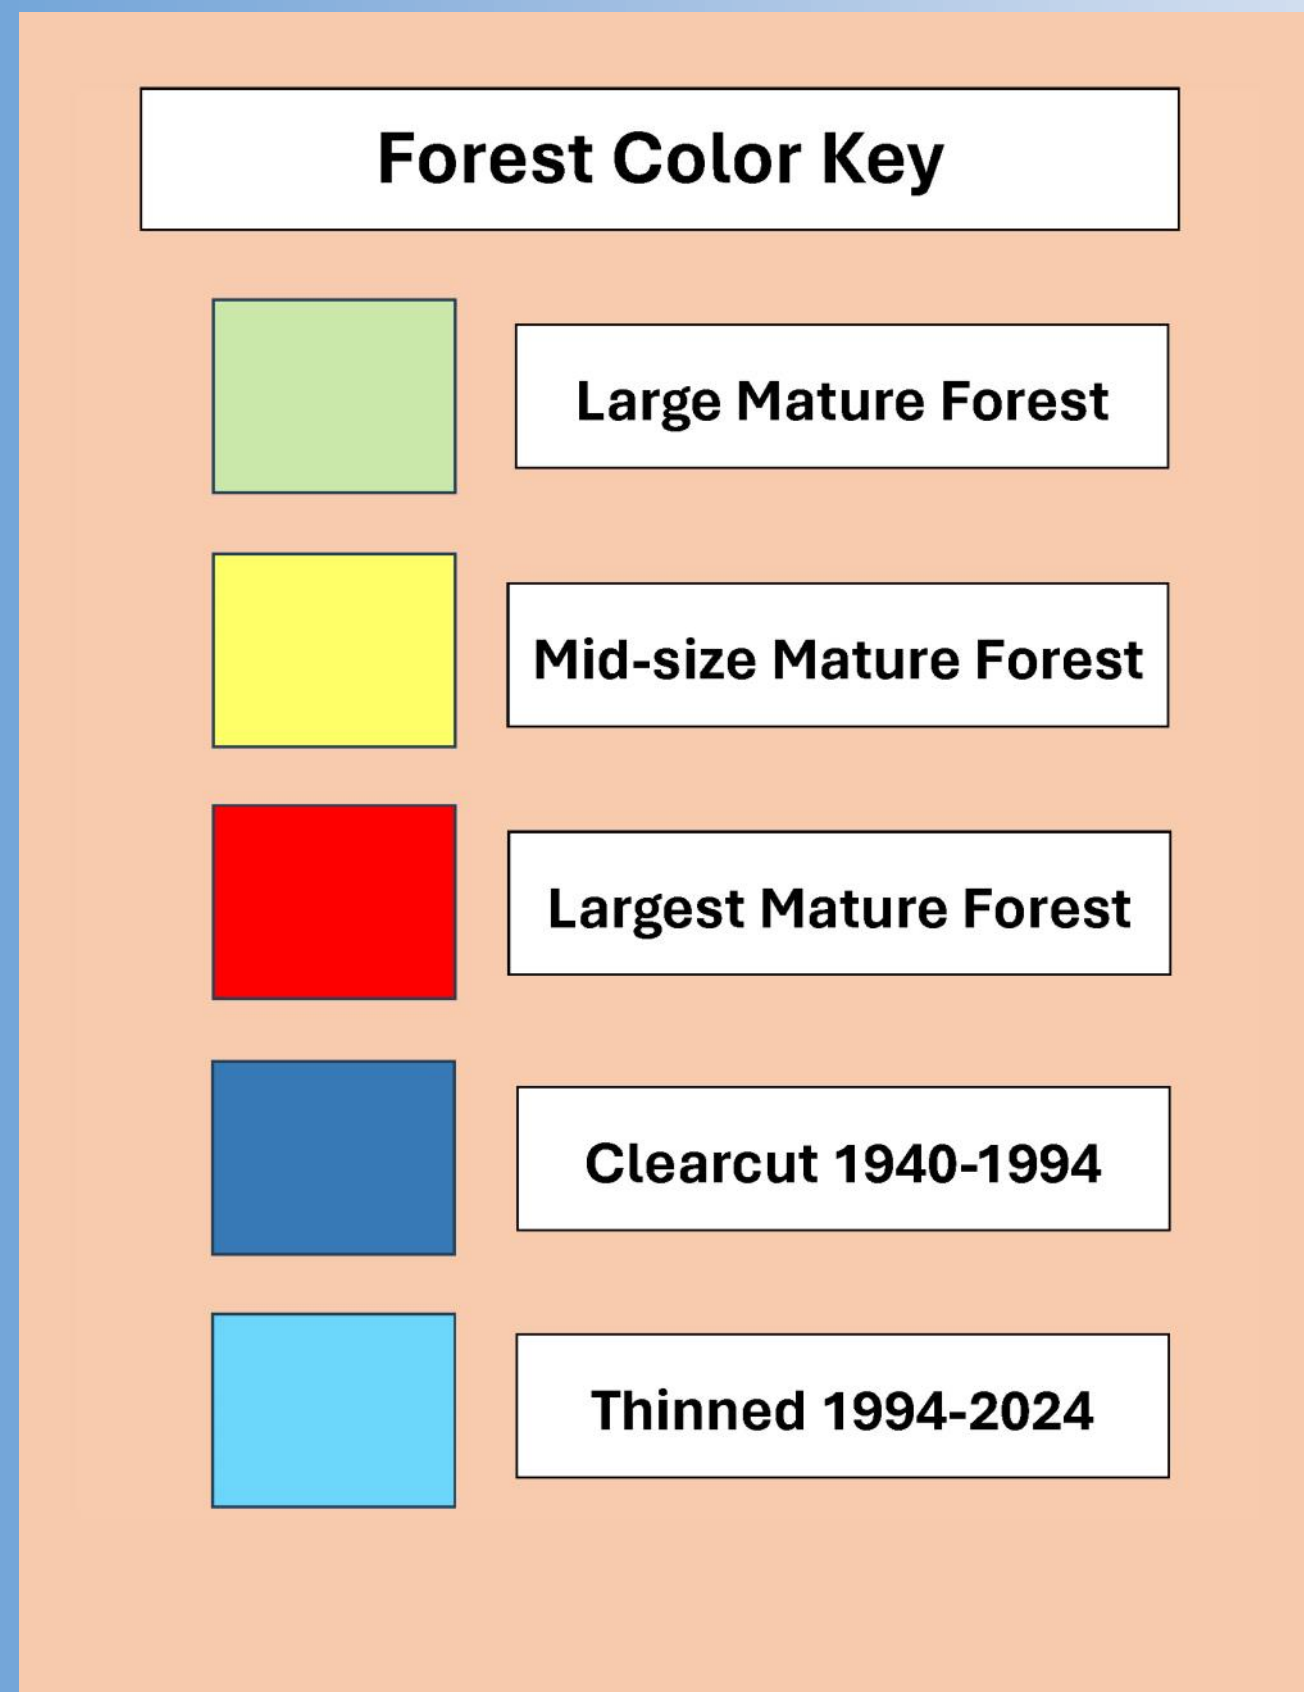 Forest Color Key
Large Mature Forest
Mid-size Mature Forest
Largest Mature Forest
Clearcut 1940-1994
Thinned 1994-2024